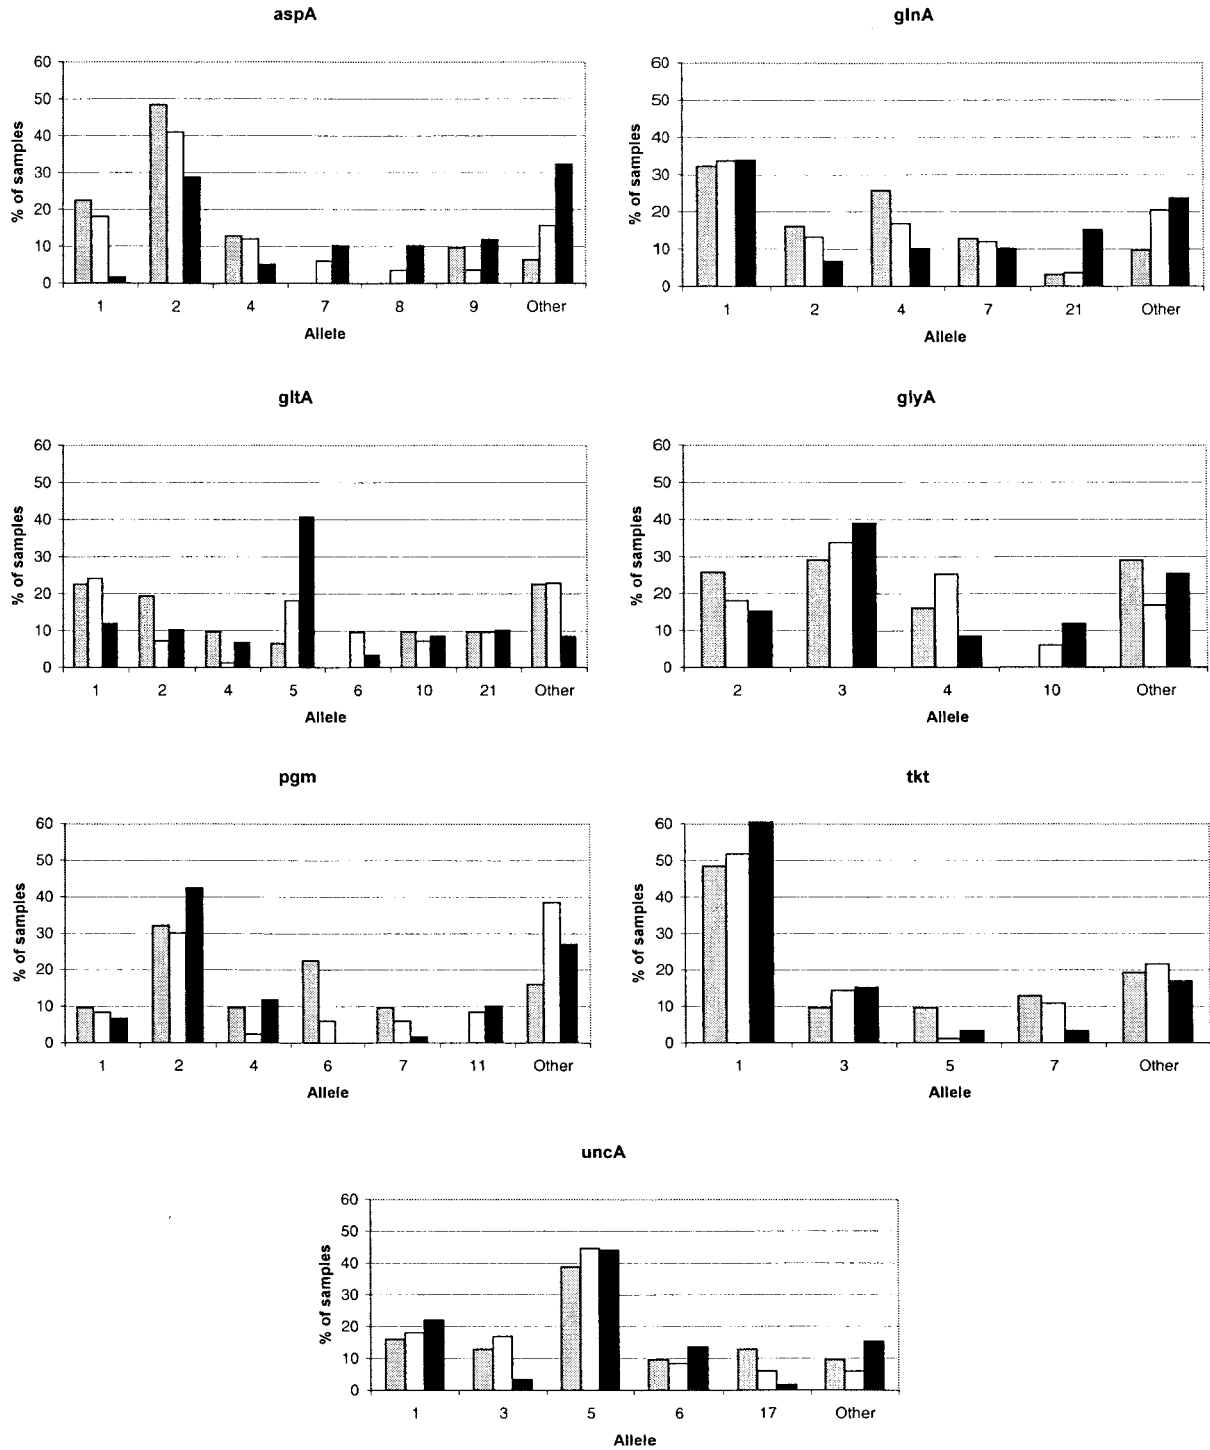 aspA
60
50
40
30
20
10
0
% of samples
1 2 4 7 8 9 Other
Allele
glnA
60
50
40
30
20
10
0
% of samples
1 2 4 7 21 Other
Allele
gltA
60
50
40
30
20
10
0
% of samples
1 2 4 5 6 10 21 Other
Allele
glyA
60
50
40
30
20
10
0
% of samples
2 3 4 10 Other
Allele
pgm
60
50
40
30
20
10
0
% of samples
1 2 4 6 7 11 Other
Allele
tkt
60
50
40
30
20
10
0
% of samples
1 3 5 7 Other
Allele
uncA
60
50
40
30
20
10
0
% of samples
1 3 5 6 17 Other
Allele